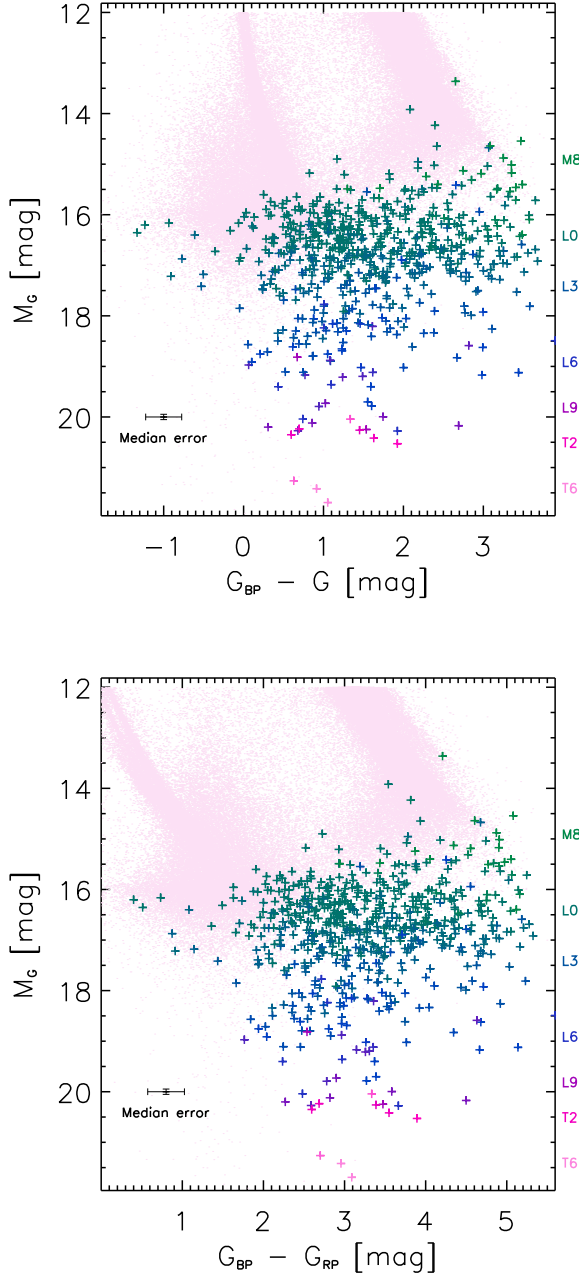 12
14
16
18
20
M_G [mag]
M8
L0
L3
L6
L9
T2
T6
Median error
−1 0 1 2 3
G_BP − G [mag]
12
14
16
18
20
M_G [mag]
M8
L0
L3
L6
L9
T2
T6
Median error
1 2 3 4 5
G_BP − G_RP [mag]